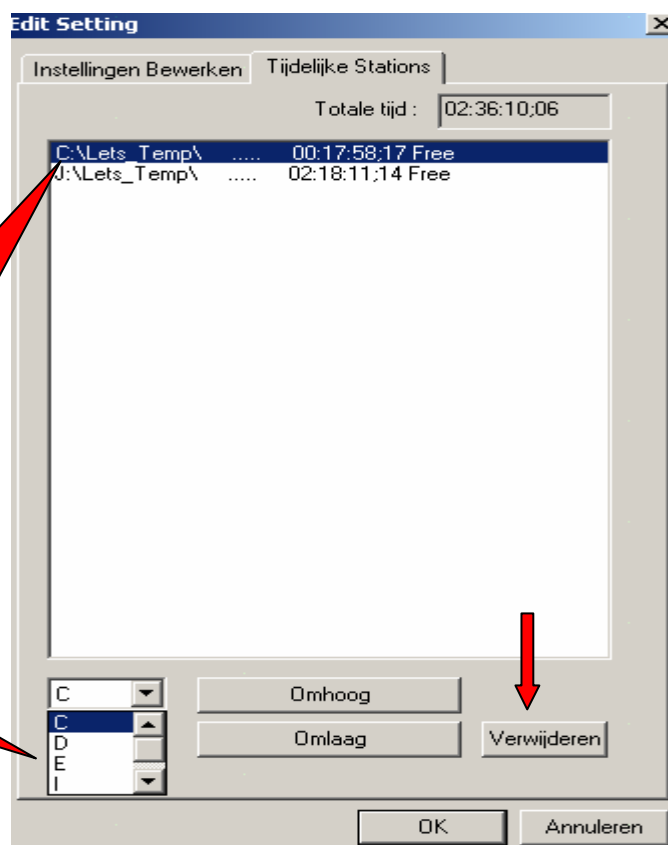 Edit Setting
Instellingen Bewerken Tijdelijke Stations
Totale tijd : 02:36:10;06
C:\Lets_Temp\ ..... 00:17:58;17 Free
J:\Lets_Temp\ ..... 02:18:11;14 Free
C Omhoog
C
D Omlaag Verwijderen
E
I
OK Annuleren